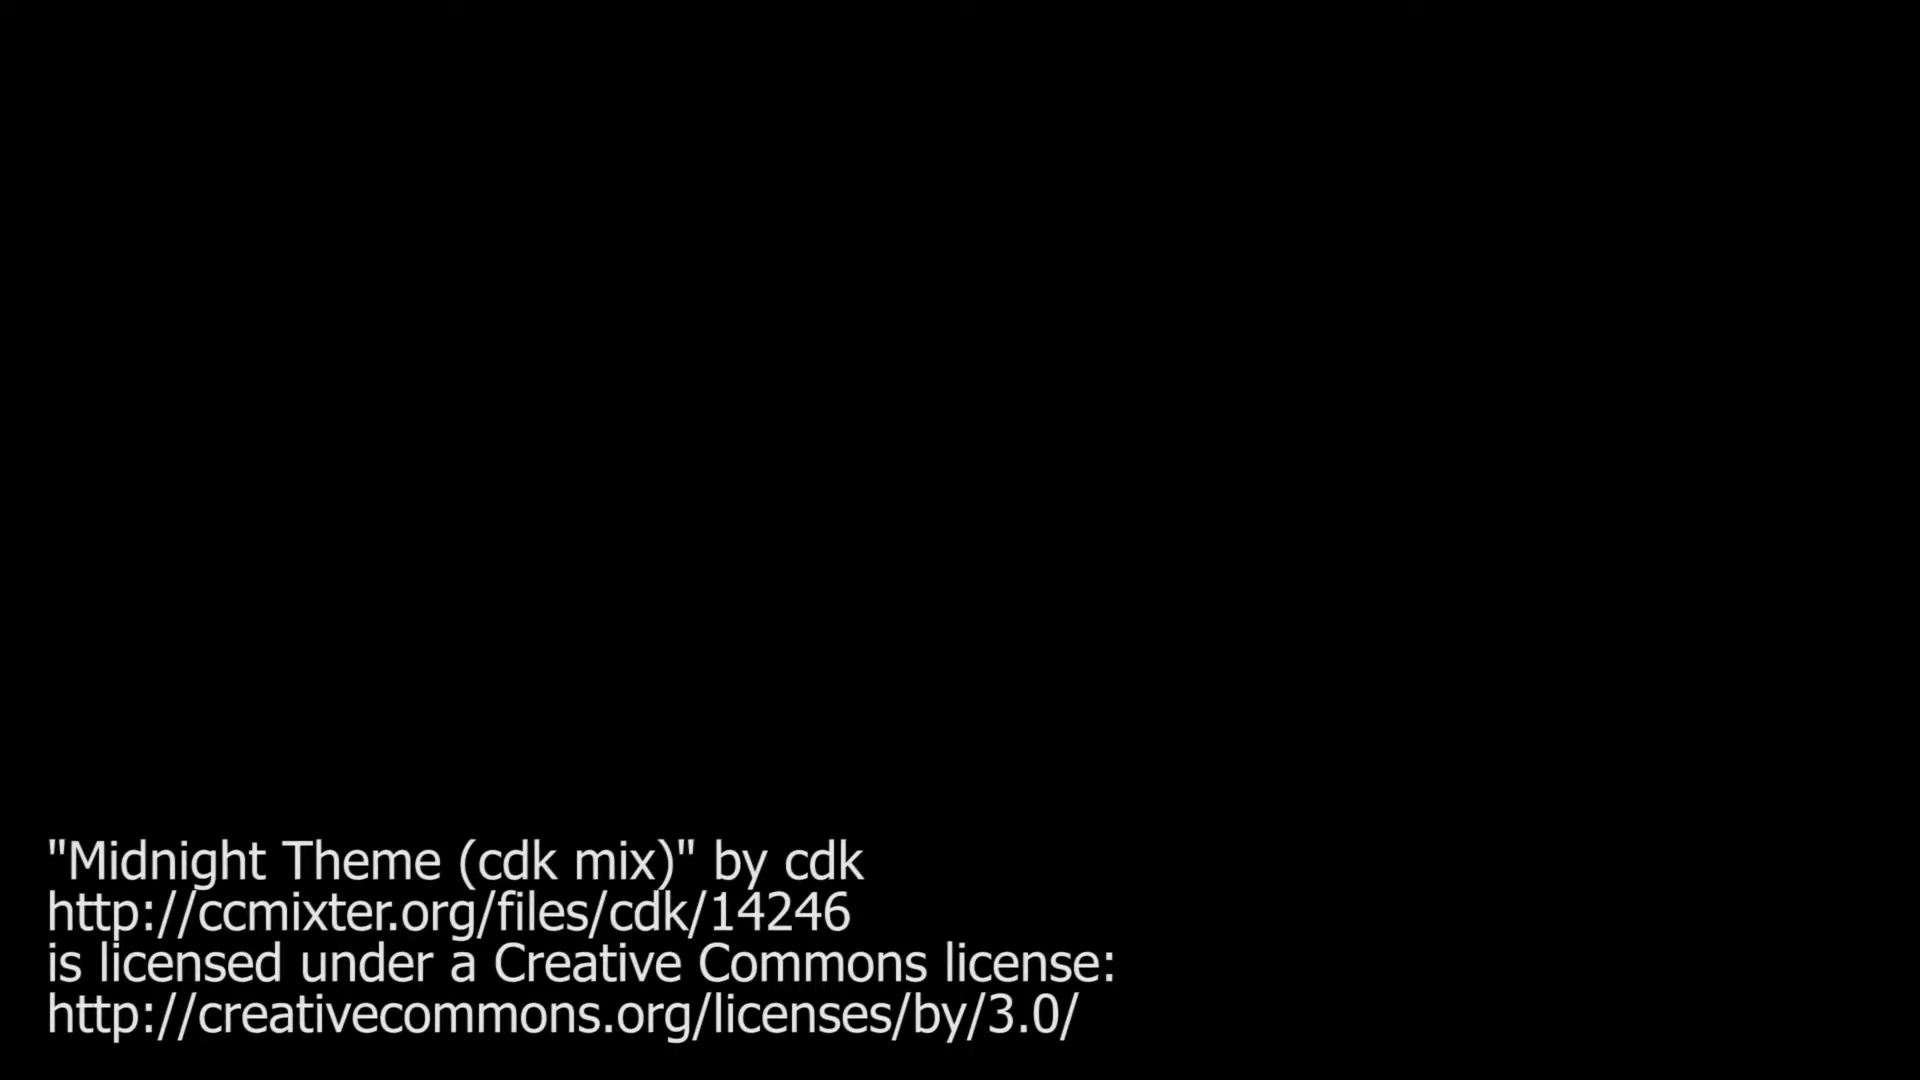 "Midnight Theme (cdk mix)" by cdk
http://ccmixter.org/files/cdk/14246
is licensed under a Creative Commons license:
http://creativecommons.org/licenses/by/3.0/